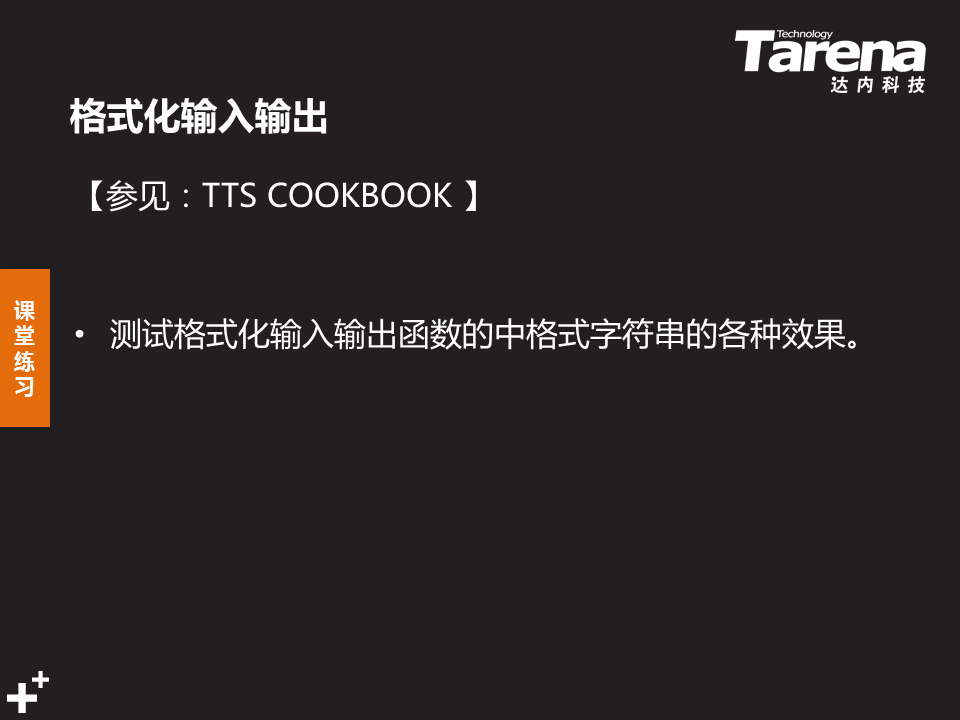 Technology
Tarena
达内科技
格式化输入输出
【参见：TTS COOKBOOK 】
课堂练习
• 测试格式化输入输出函数的中格式字符串的各种效果。